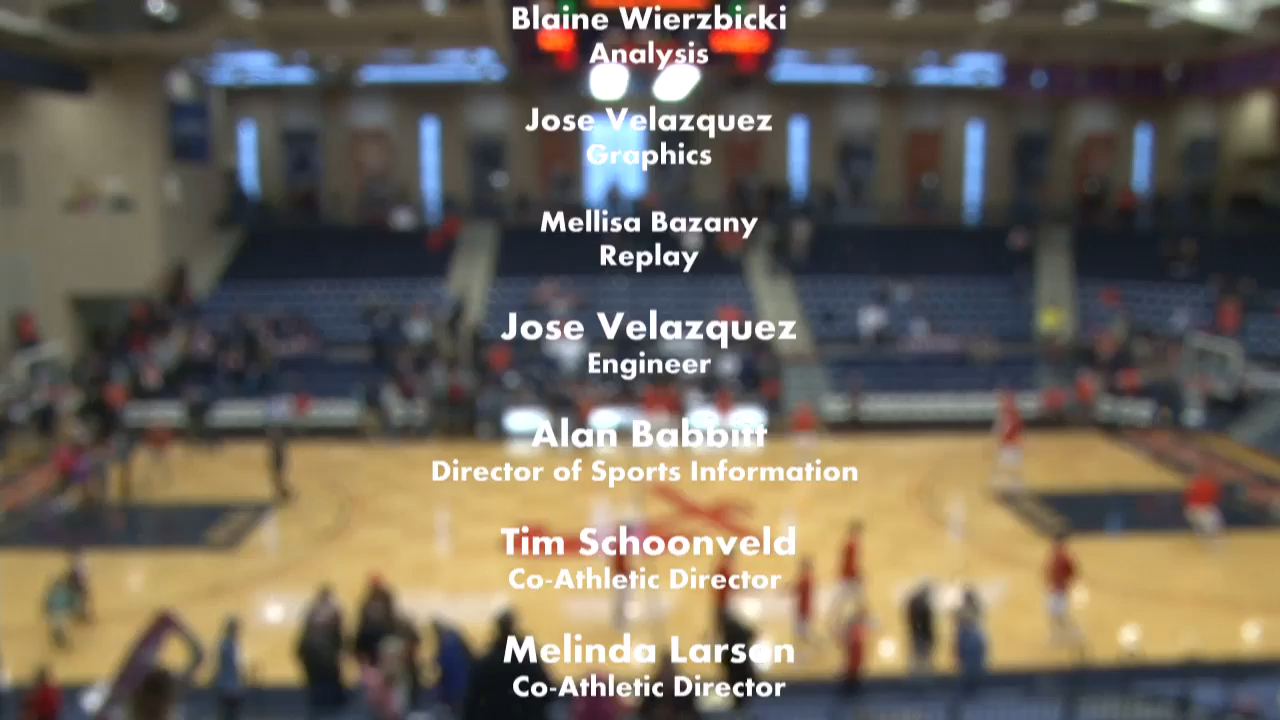 Blaine Wierzbicki
Analysis
Jose Velazquez
Graphics
Mellisa Bazany
Replay
Jose Velazquez
Engineer
Alan Babbitt
Director of Sports Information
Tim Schoonveld
Co-Athletic Director
Melinda Larson
Co-Athletic Director